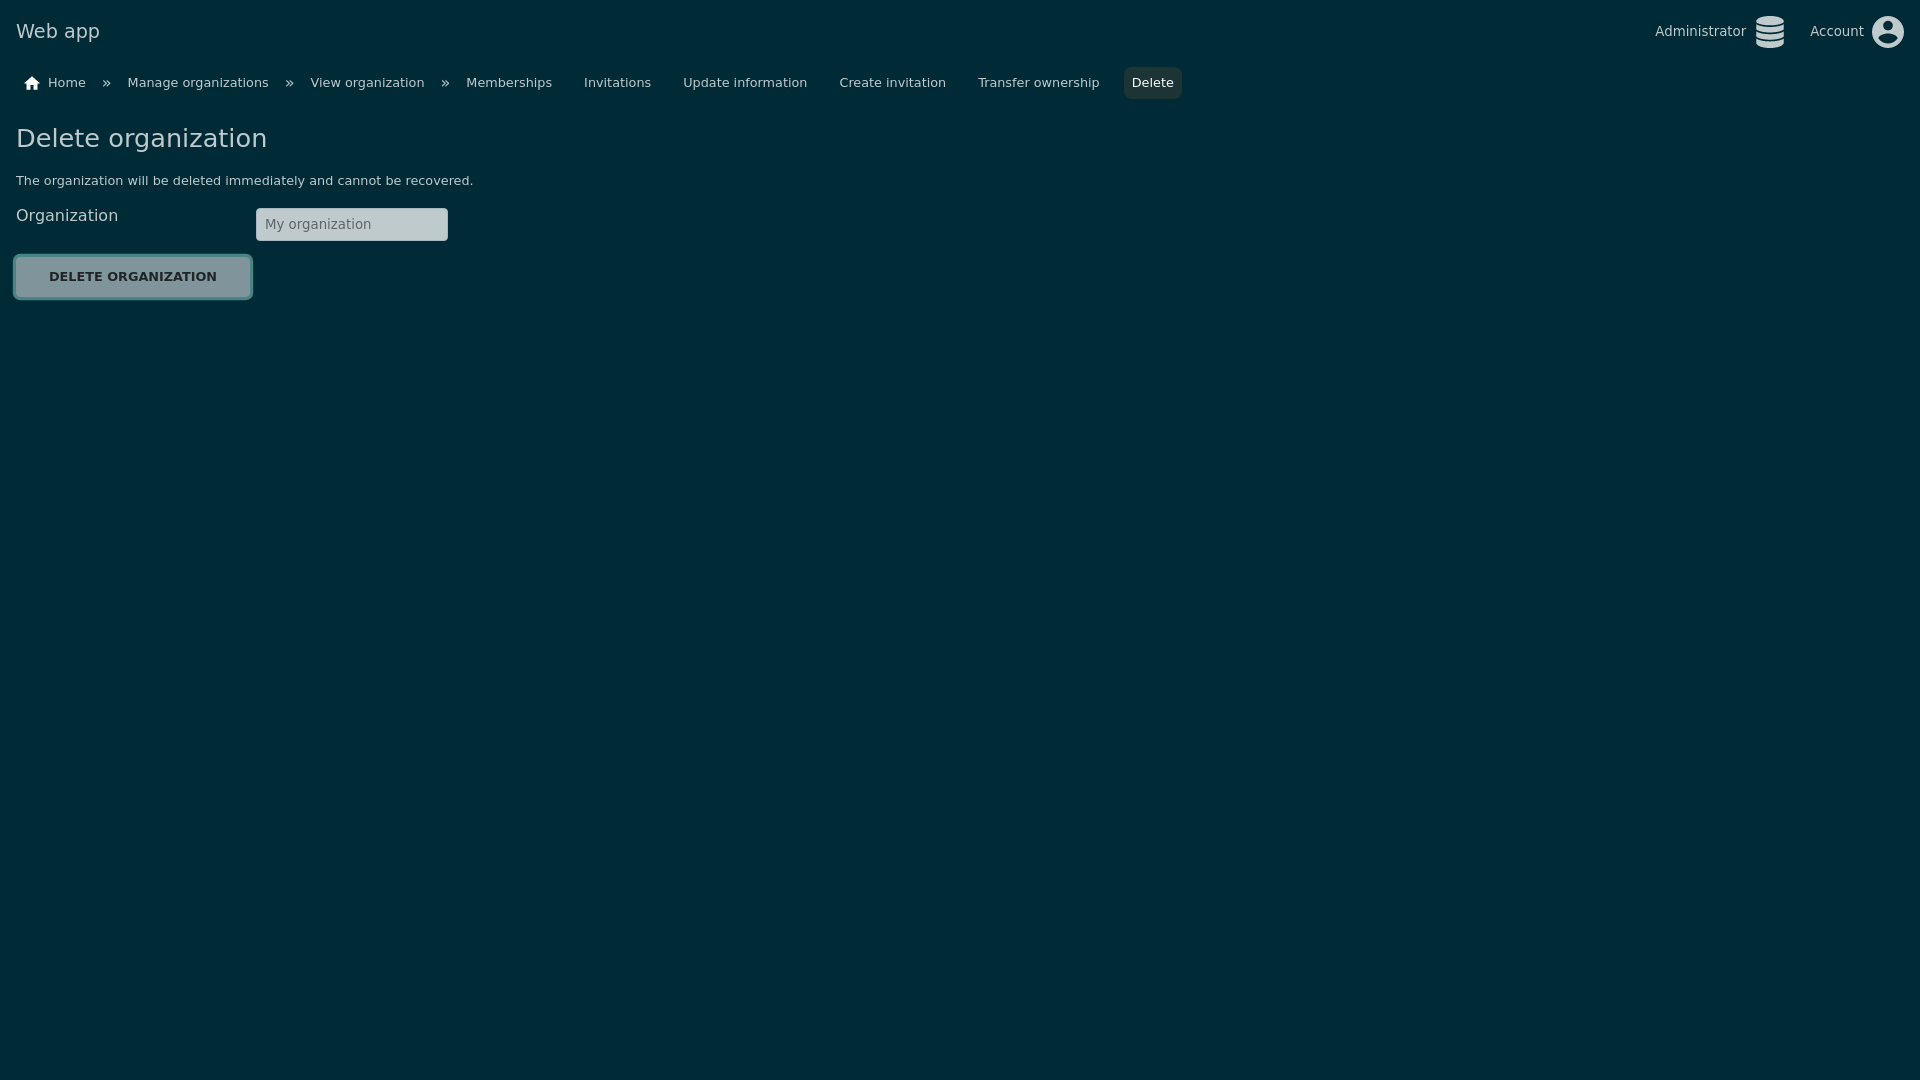 Web app
Administrator
Account
Home » Manage organizations » View organization » Memberships Invitations Update information Create invitation Transfer ownership Delete
Delete organization
The organization will be deleted immediately and cannot be recovered.
Organization
My organization
DELETE ORGANIZATION